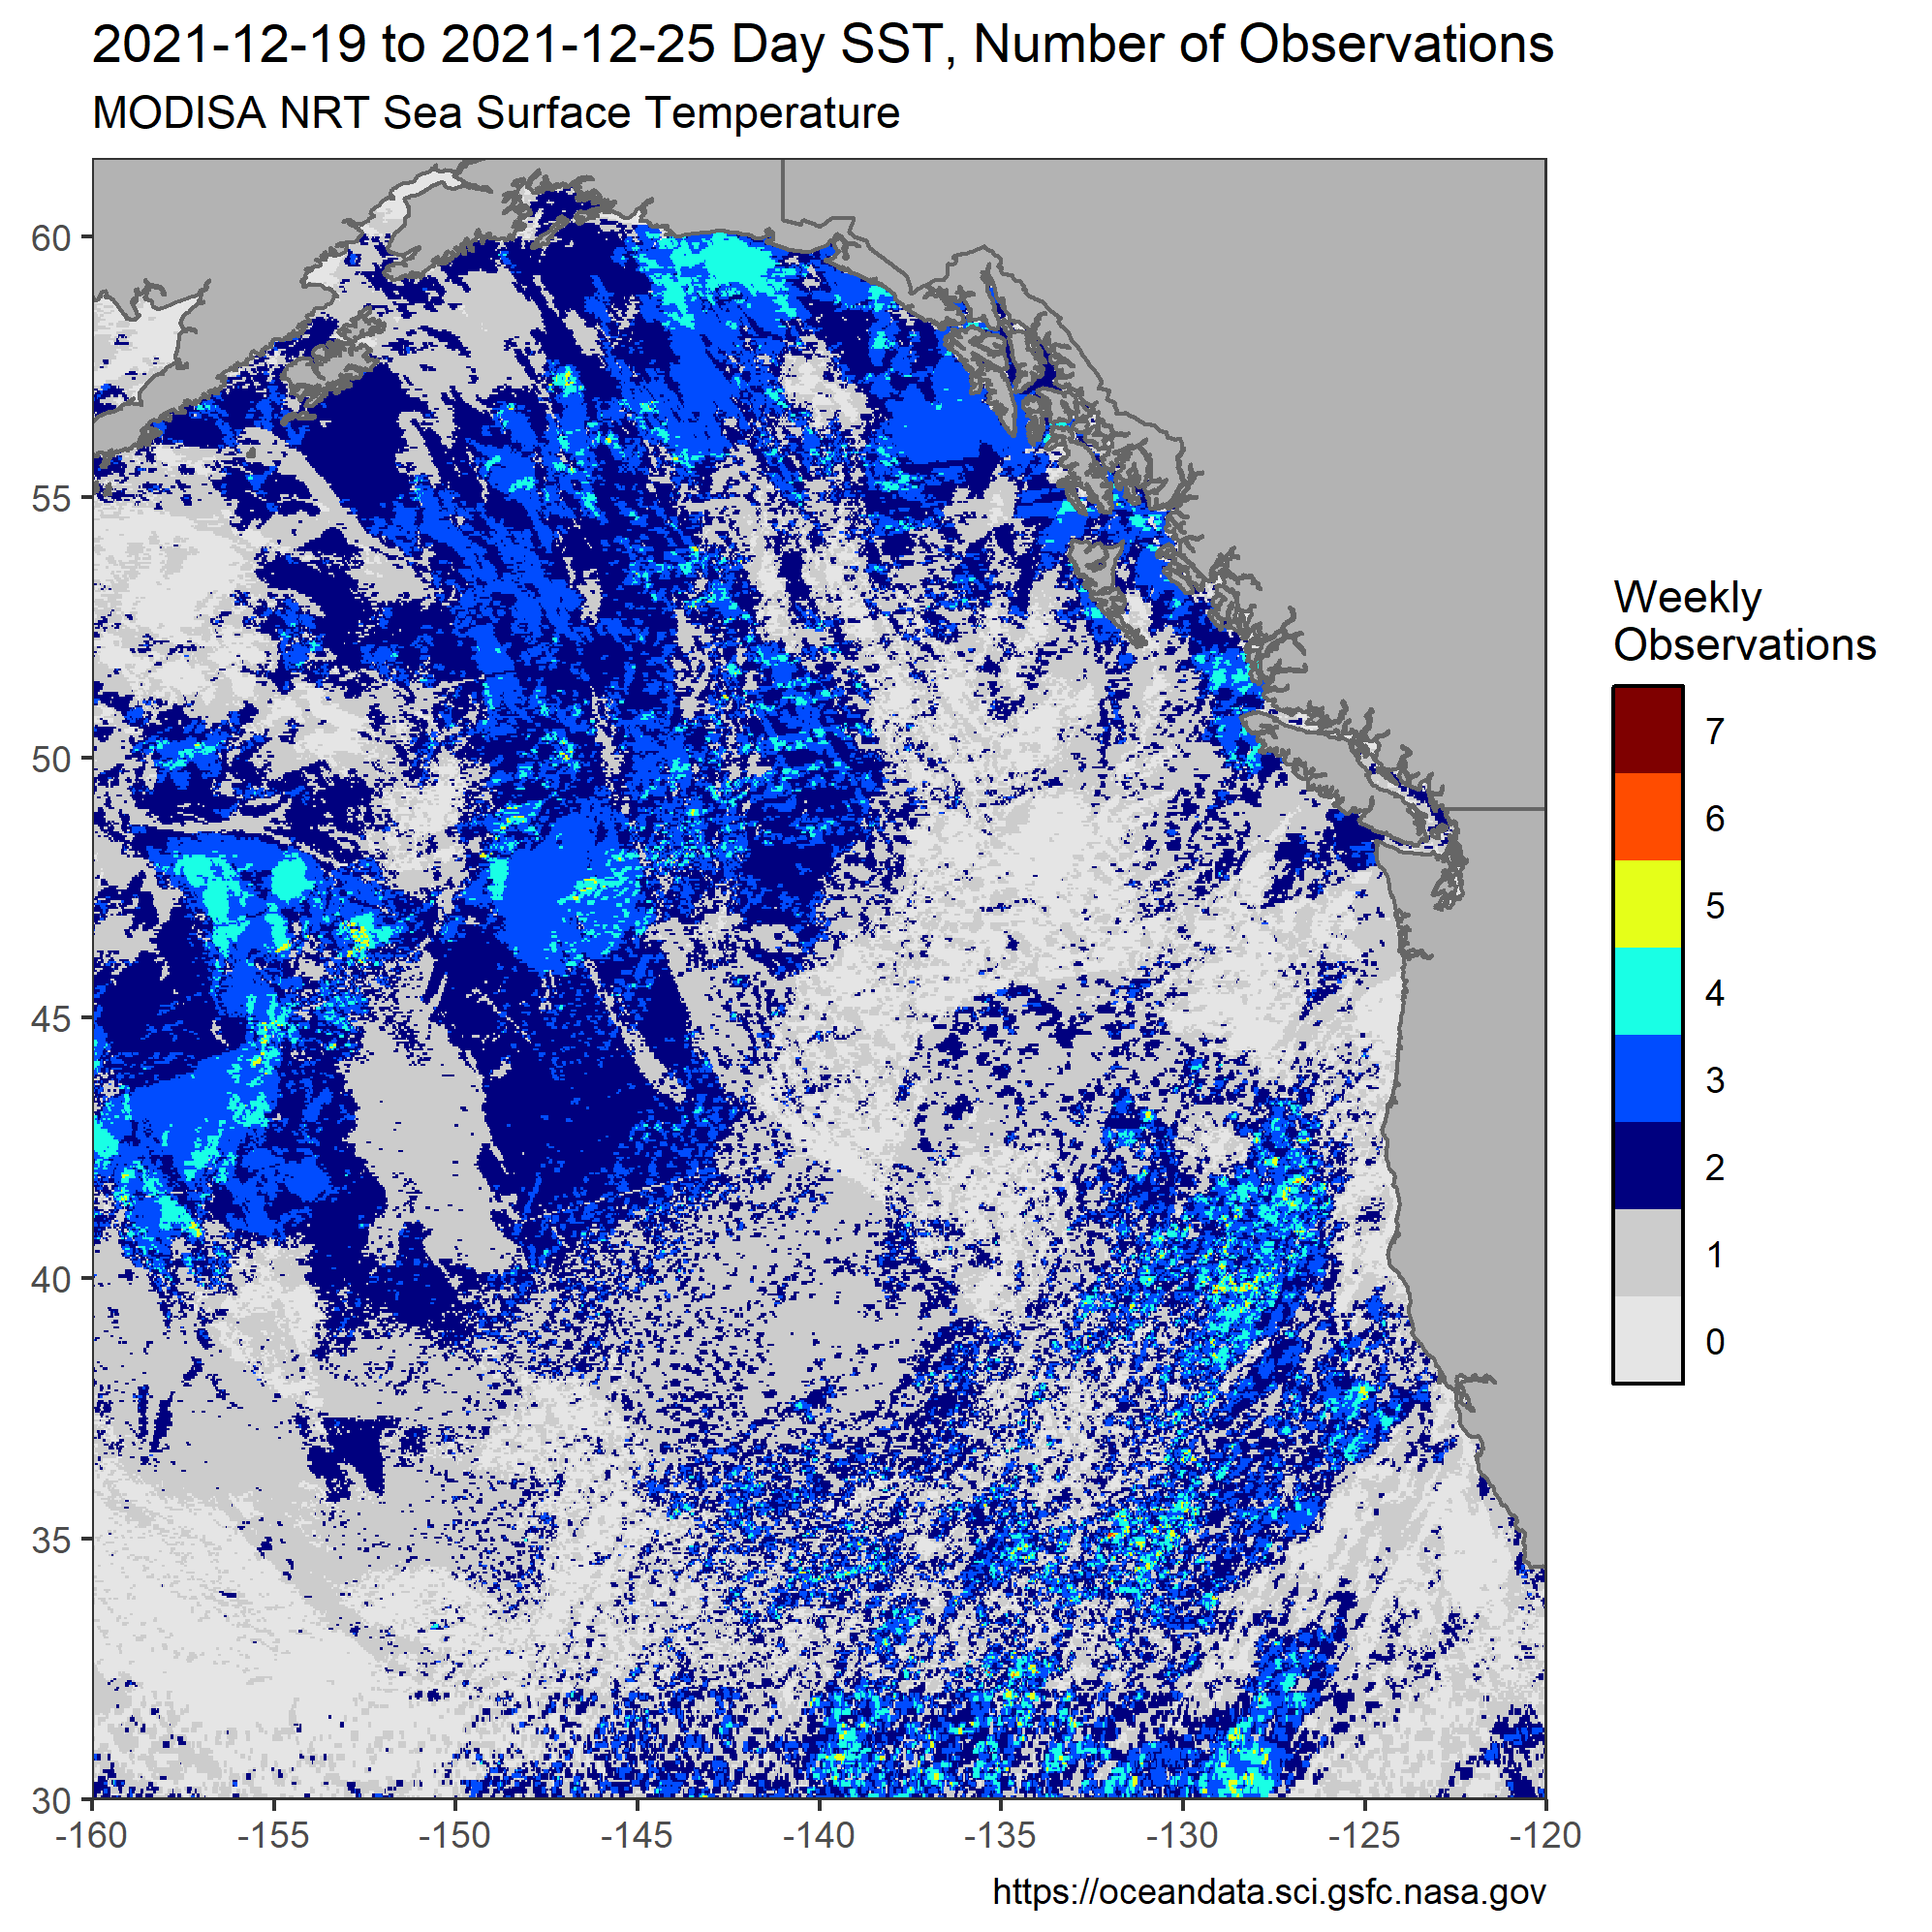 2021-12-19 to 2021-12-25 Day SST, Number of Observations
MODISA NRT Sea Surface Temperature
60
55
50
45
40
35
30
-160 -155 -150 -145 -140 -135 -130 -125 -120
Weekly
Observations
7
6
5
4
3
2
1
0
https://oceandata.sci.gsfc.nasa.gov